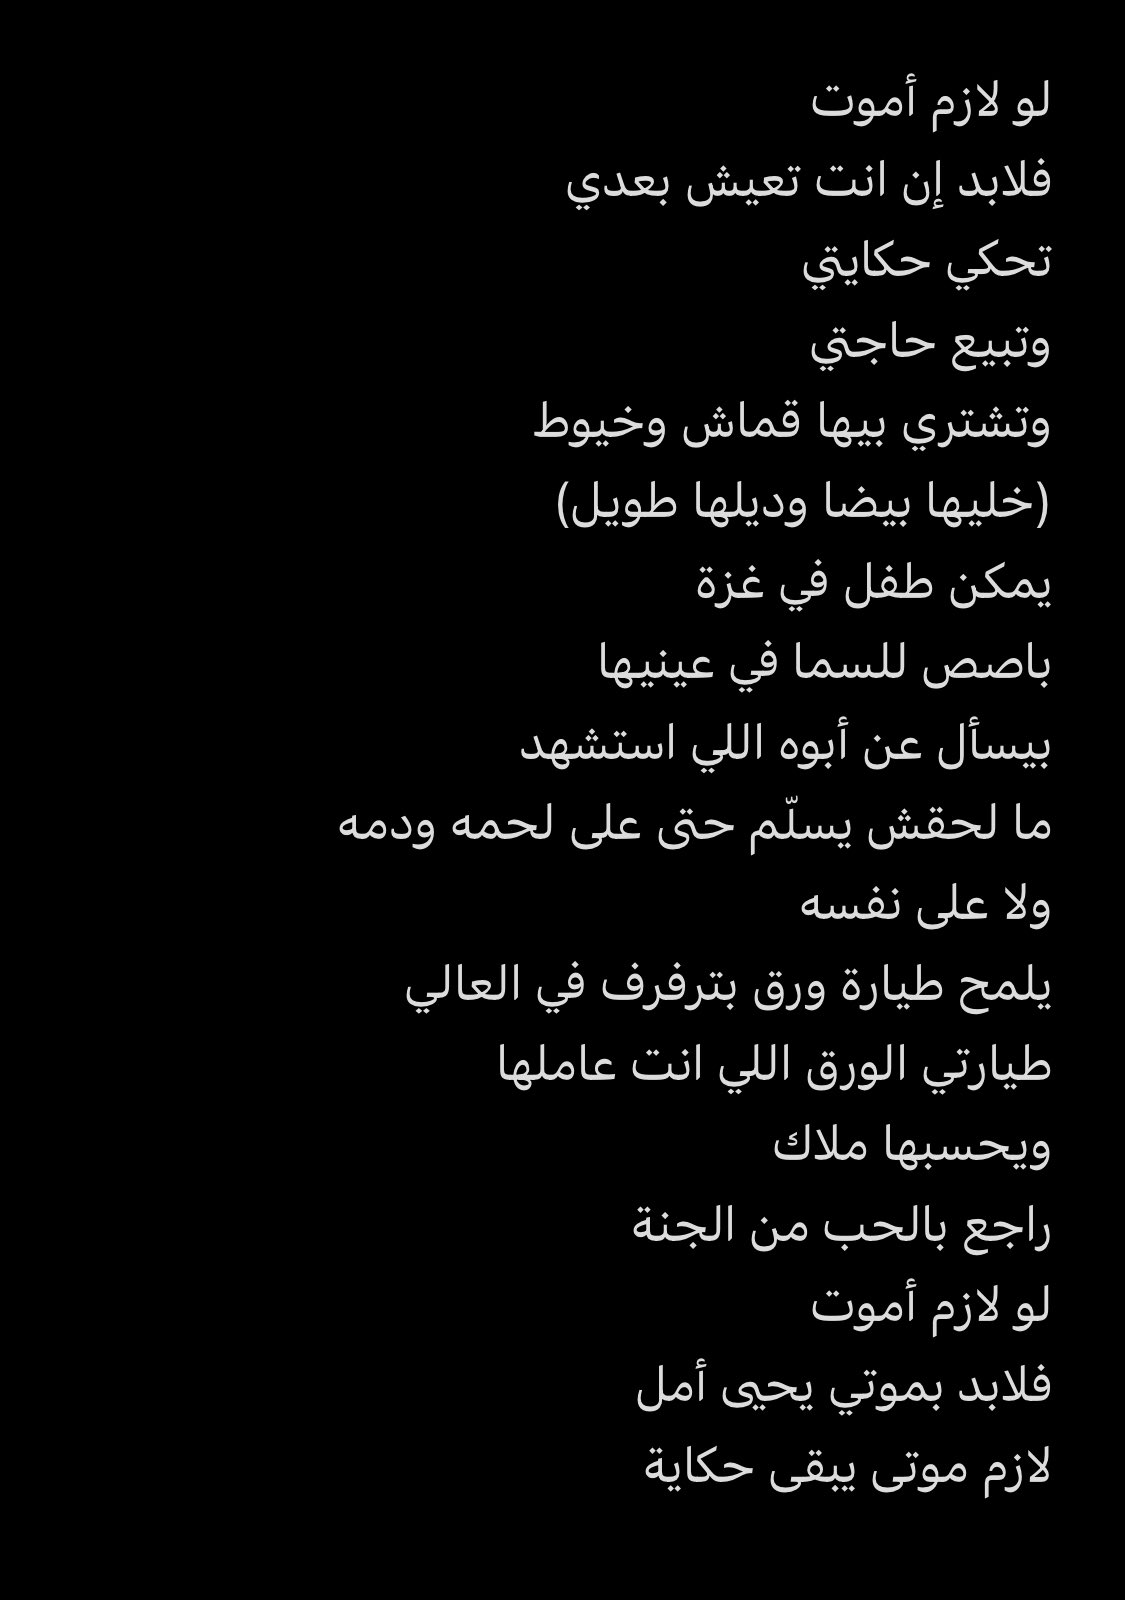 لو لازم أموت
فلابد إن انت تعيش بعدي
تحكي حكايتي
وتبيع حاجتي
وتشتري بيها قماش وخيوط
(خليها بيضا وديلها طويل)
يمكن طفل في غزة
باصص للسما في عينيها
بيسأل عن أبوه اللي استشهد
ما لحقش يسلّم حتى على لحمه ودمه
ولا على نفسه
يلمح طيارة ورق بترفرف في العالي
طيارتي الورق اللي انت عاملها
ويحسبها ملاك
راجع بالحب من الجنة
لو لازم أموت
فلابد بموتي يحيى أمل
لازم موتى يبقى حكاية